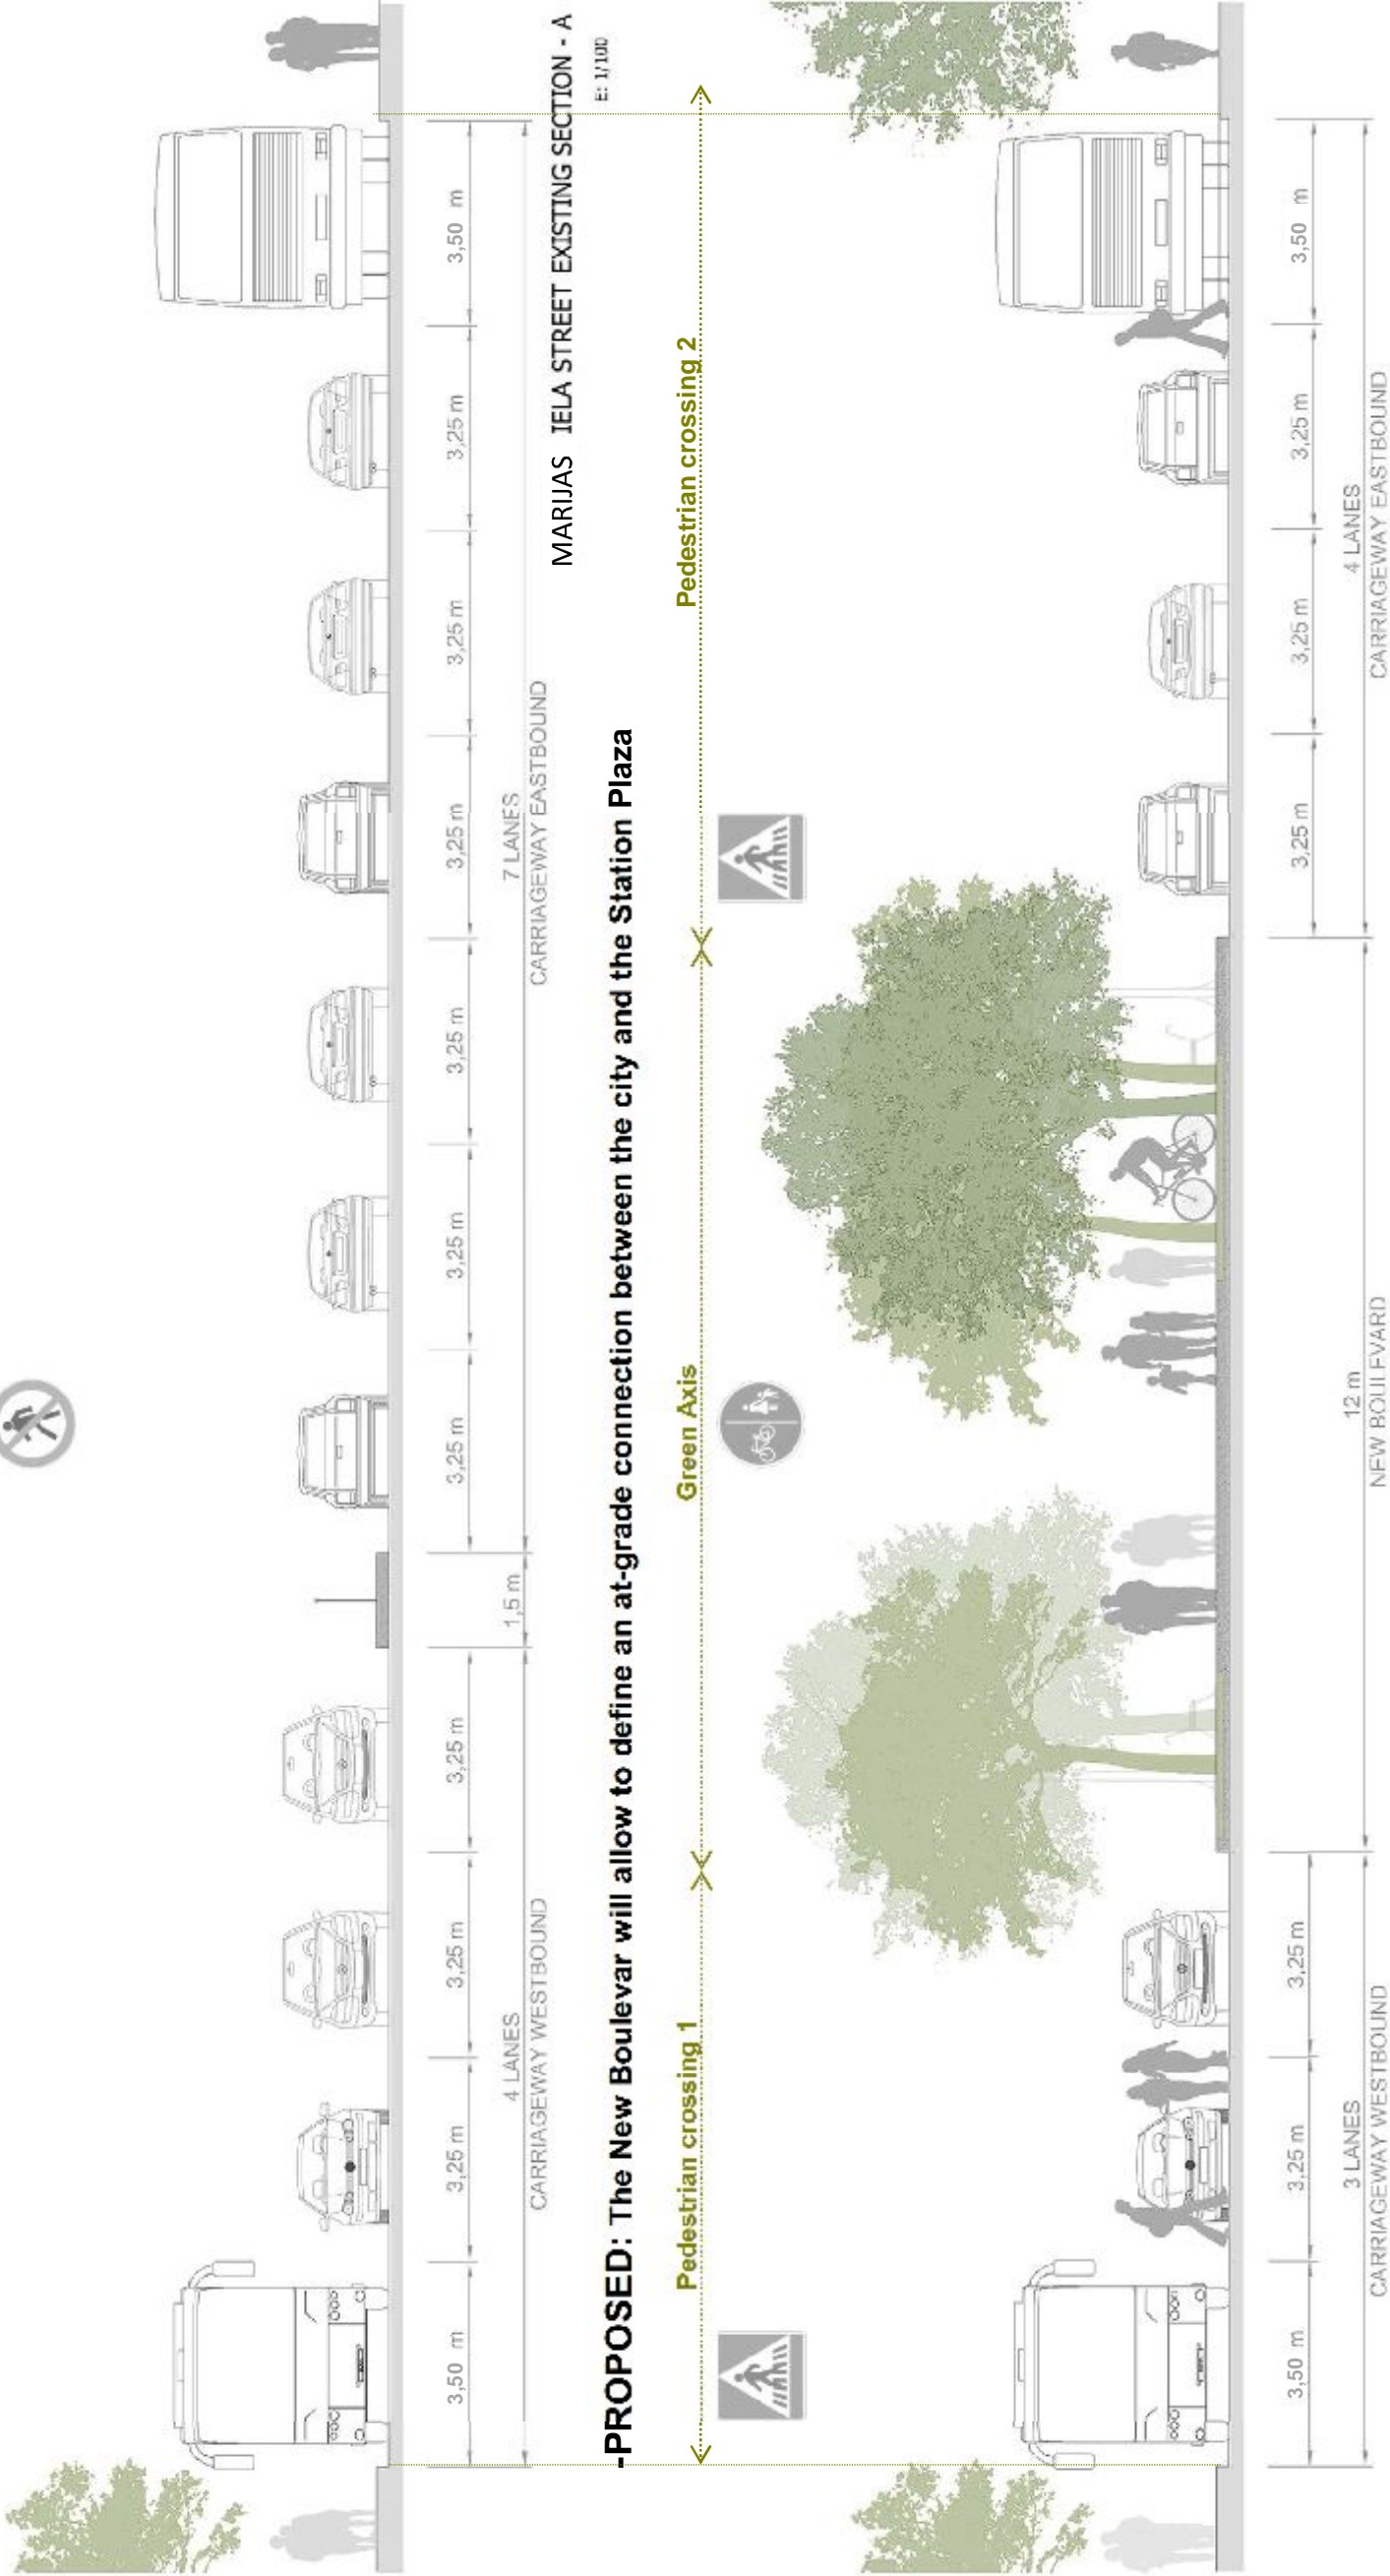 3,50 m 3,25 m 3,25 m 3,25 m 3,25 m 3,25 m 3,25 m 3,25 m 3,25 m 3,25 m 3,50 m
4 LANES 1,5 m 7 LANES
CARRIAGEWAY WESTBOUND CARRIAGEWAY EASTBOUND
MARIJAS IELA STREET EXISTING SECTION - A
E: 1/100
-PROPOSED: The New Boulevar will allow to define an at-grade connection between the city and the Station Plaza
Pedestrian crossing 1 Green Axis Pedestrian crossing 2
3,50 m 3,25 m 3,25 m 3,25 m 3,25 m 3,25 m 3,50 m
3 LANES 12 m 4 LANES
CARRIAGEWAY WESTBOUND NEW BOULEVARD CARRIAGEWAY EASTBOUND